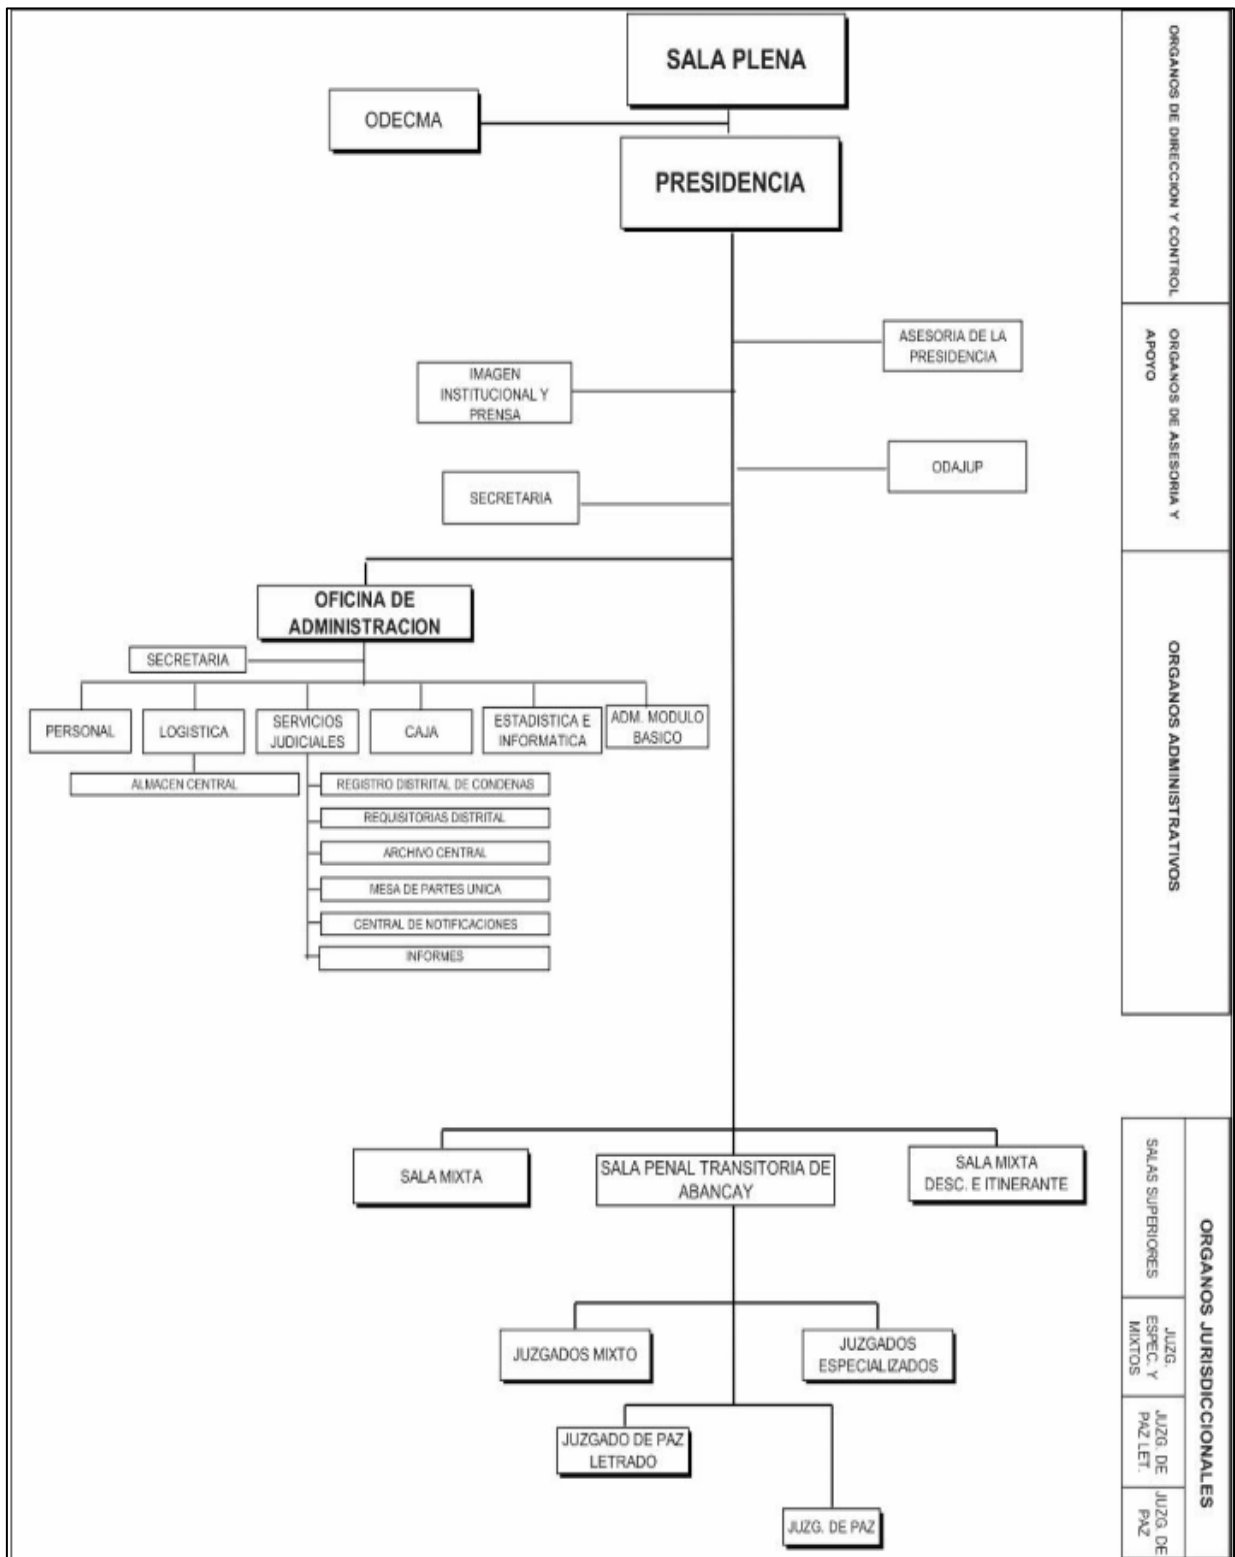 SALA PLENA
ODECMA
PRESIDENCIA
ORGANOS DE DIRECCION Y CONTROL
ASESORIA DE LA
PRESIDENCIA
IMAGEN
INSTITUCIONAL Y
PRENSA
ODAJUP
SECRETARIA
ORGANOS DE ASESORIA Y
APOYO
OFICINA DE
ADMINISTRACION
SECRETARIA
PERSONAL
LOGISTICA
SERVICIOS
JUDICIALES
CAJA
ESTADISTICA E
INFORMATICA
ADM. MODULO
BASICO
ALMACEN CENTRAL
REGISTRO DISTRITAL DE CONDENAS
REQUISITORIAS DISTRITAL
ARCHIVO CENTRAL
MESA DE PARTES UNICA
CENTRAL DE NOTIFICACIONES
INFORMES
ORGANOS ADMINISTRATIVOS
SALA MIXTA
SALA PENAL TRANSITORIA DE
ABANCAY
SALA MIXTA
DESC. E ITINERANTE
SALAS SUPERIORES
JUZGADOS MIXTO
JUZGADOS
ESPECIALIZADOS
JUZG.
ESPEC. Y
MIXTOS
JUZGADO DE PAZ
LETRADO
JUZG. DE
PAZ LET.
JUZG. DE PAZ
JUZG. DE
PAZ
ORGANOS JURISDICCIONALES